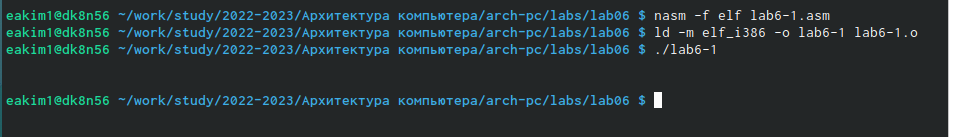 eakim1@dk8n56 ~/work/study/2022-2023/Архитектура компьютера/arch-pc/labs/lab06 $ nasm -f elf lab6-1.asm
eakim1@dk8n56 ~/work/study/2022-2023/Архитектура компьютера/arch-pc/labs/lab06 $ ld -m elf_i386 -o lab6-1 lab6-1.o
eakim1@dk8n56 ~/work/study/2022-2023/Архитектура компьютера/arch-pc/labs/lab06 $ ./lab6-1
eakim1@dk8n56 ~/work/study/2022-2023/Архитектура компьютера/arch-pc/labs/lab06 $